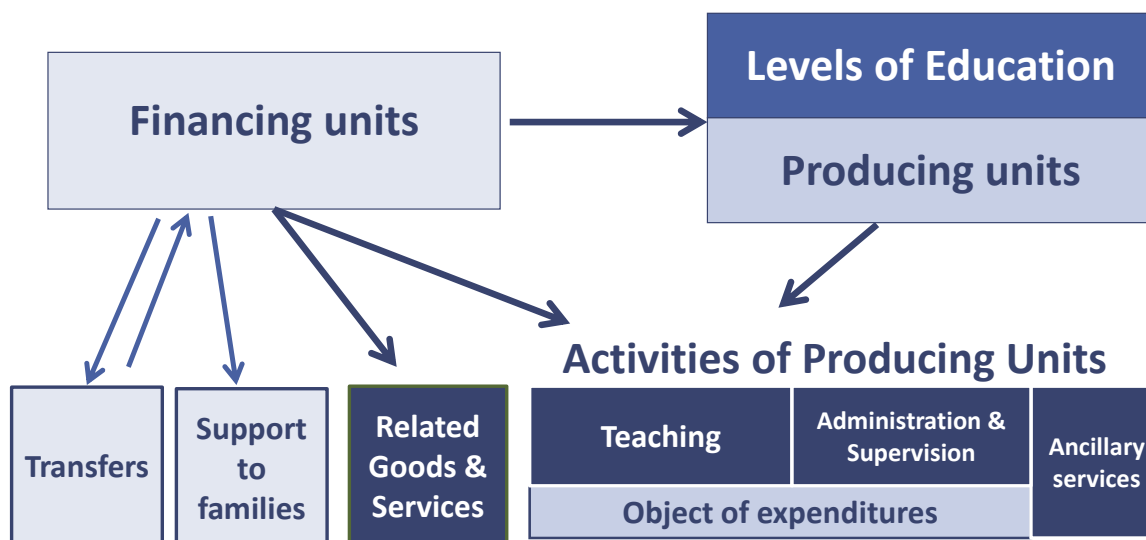 Levels of Education
Financing units
Producing units
Activities of Producing Units
Transfers
Support
to
families
Related
Goods &
Services
Teaching
Administration &
Supervision
Ancillary
services
Object of expenditures